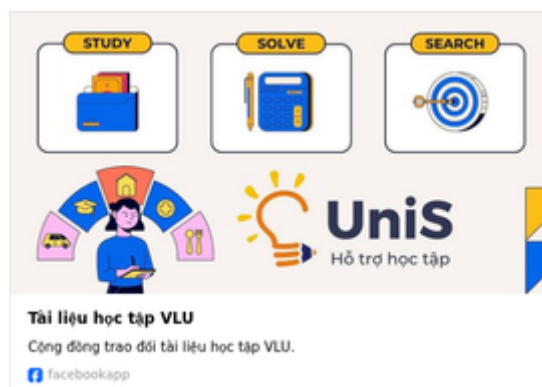 STUDY
SOLVE
SEARCH
UniS
Hỗ trợ học tập
Tài liệu học tập VLU
Cộng đồng trao đổi tài liệu học tập VLU.
facebookapp